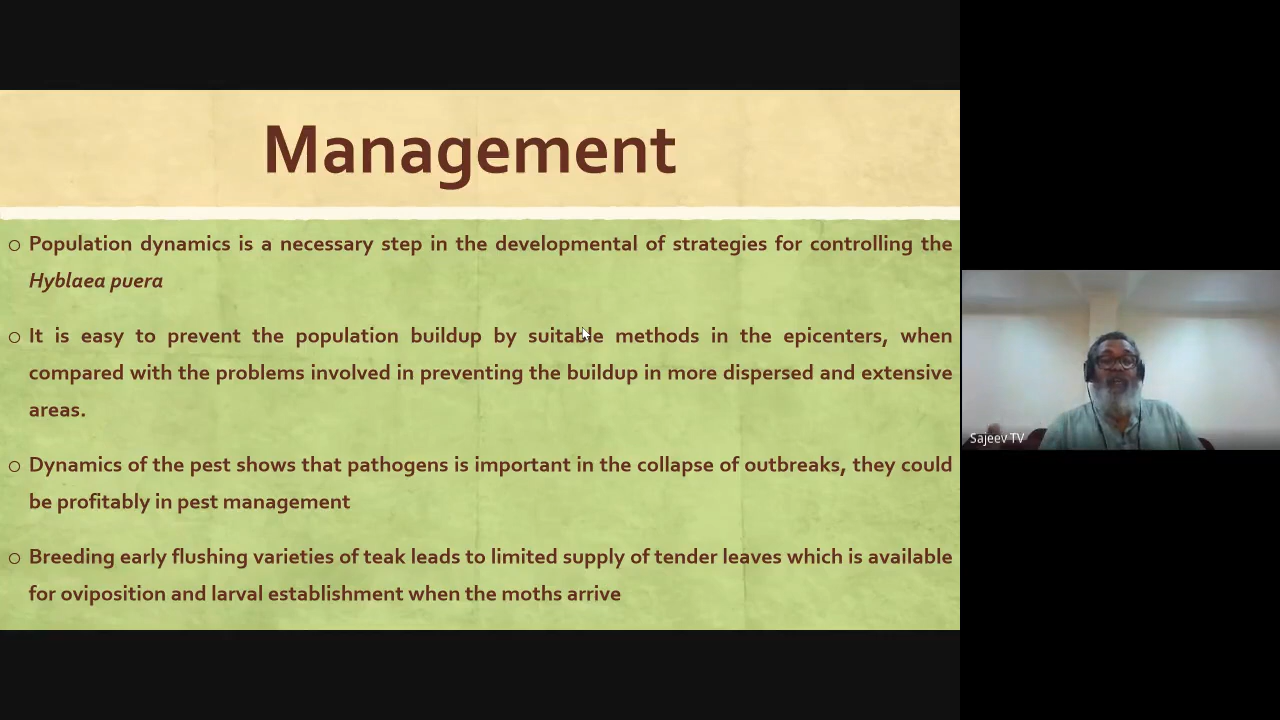 Management
○ Population dynamics is a necessary step in the developmental of strategies for controlling the
Hyblaea puera
○ It is easy to prevent the population buildup by suitable methods in the epicenters, when
compared with the problems involved in preventing the buildup in more dispersed and extensive
areas.
○ Dynamics of the pest shows that pathogens is important in the collapse of outbreaks, they could
be profitably in pest management
○ Breeding early flushing varieties of teak leads to limited supply of tender leaves which is available
for oviposition and larval establishment when the moths arrive
Sajeev TV